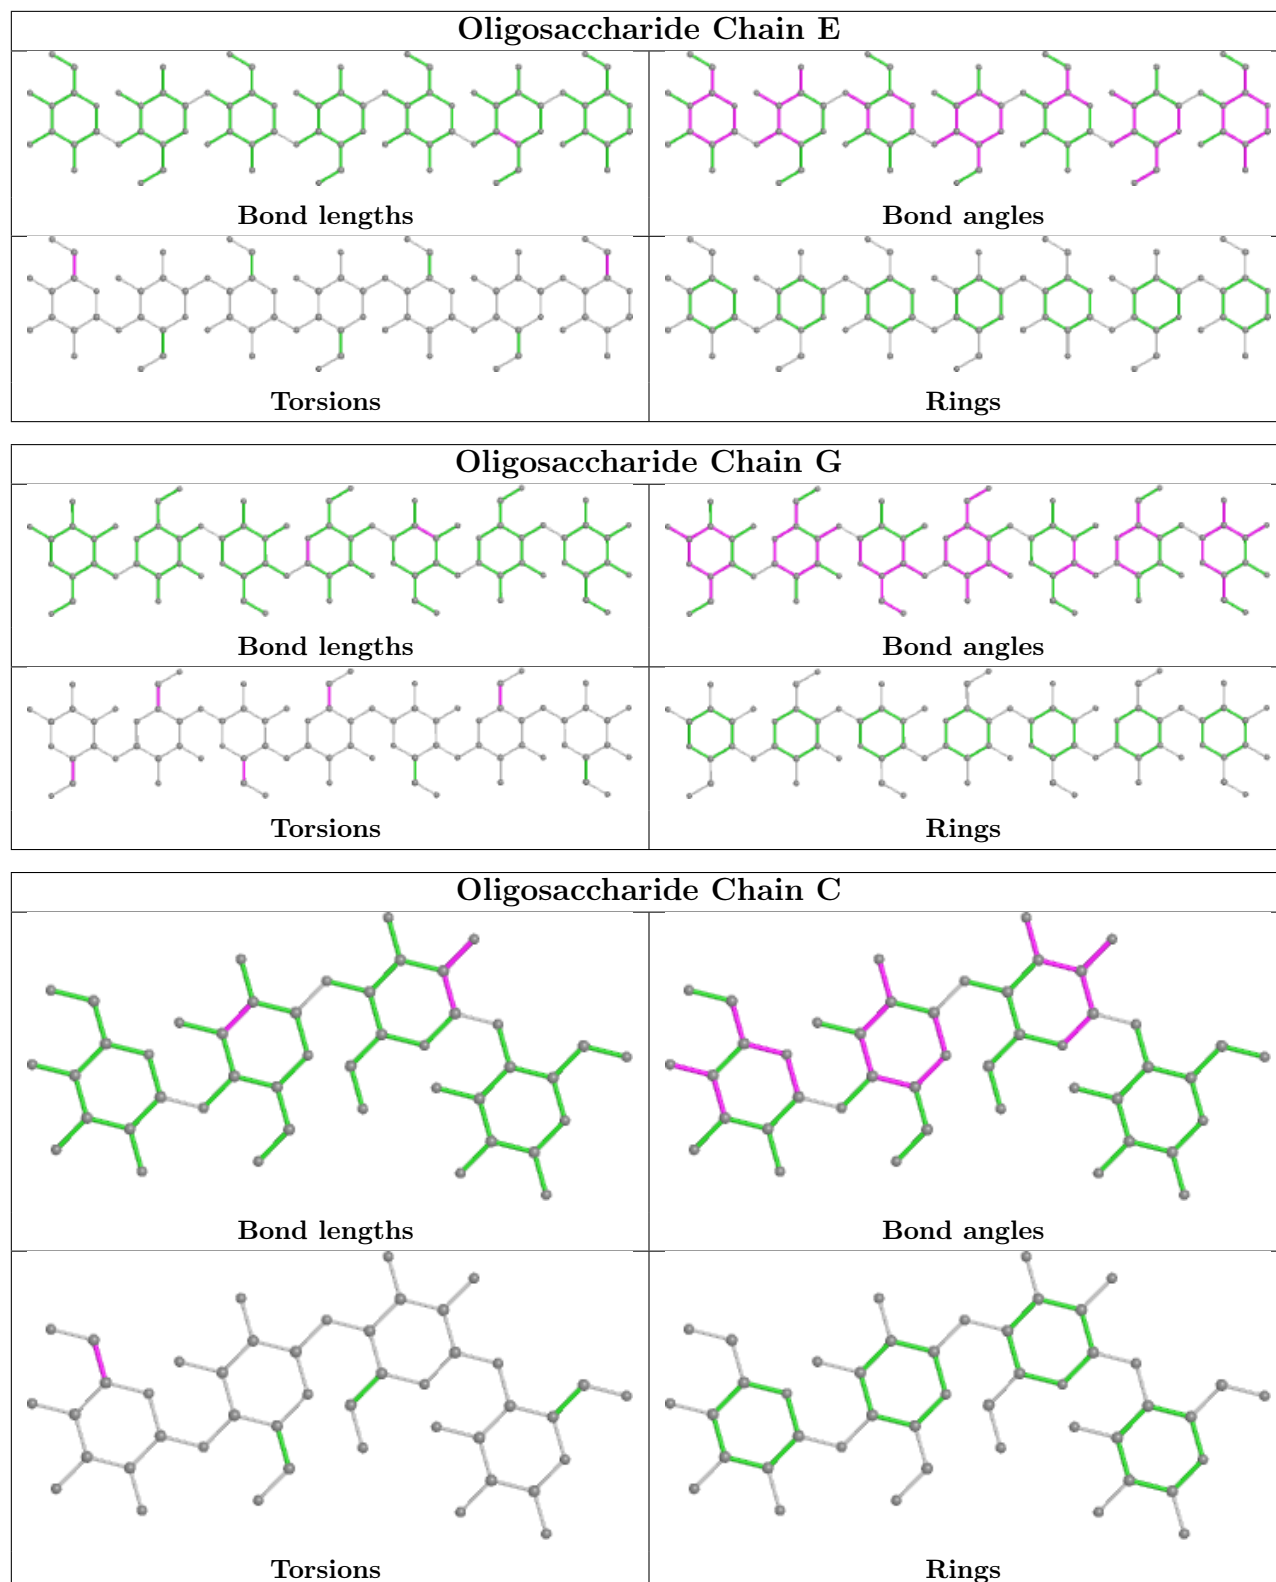 Oligosaccharide Chain E
Bond lengths
Bond angles
Torsions
Rings
Oligosaccharide Chain G
Bond lengths
Bond angles
Torsions
Rings
Oligosaccharide Chain C
Bond lengths
Bond angles
Torsions
Rings